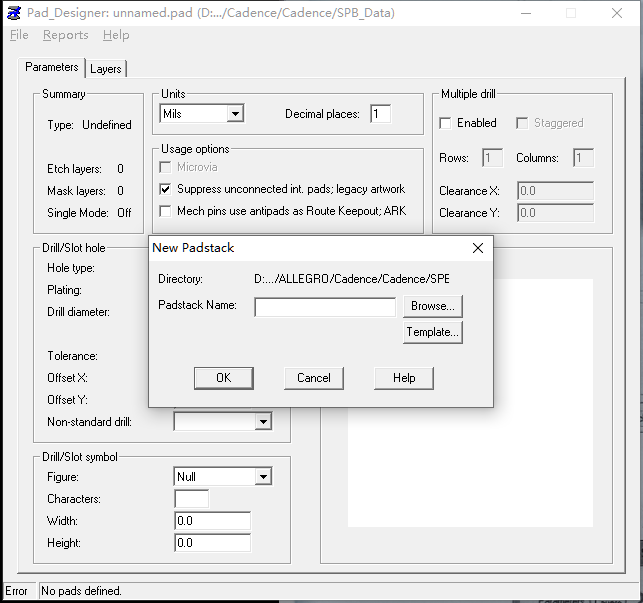 Pad_Designer: unnamed.pad (D:.../Cadence/Cadence/SPB_Data)
File Reports Help
Parameters Layers
Summary
Type: Undefined
Etch layers: 0
Mask layers: 0
Single Mode: Off
Units
Mils
Decimal places: 1
Usage options
Microvia
Suppress unconnected int. pads; legacy artwork
Mech pins use antipads as Route Keepout; ARK
Multiple drill
Enabled
Staggered
Rows: 1 Columns: 1
Clearance X: 0.0
Clearance Y: 0.0
Drill/Slot hole
Hole type:
Plating:
Drill diameter:
Tolerance:
Offset X:
Offset Y:
Non-standard drill:
New Padstack
Directory: D:.../ALLEGRO/Cadence/Cadence/SPE
Padstack Name: Browse...
Template...
OK Cancel Help
Drill/Slot symbol
Figure: Null
Characters:
Width: 0.0
Height: 0.0
Error No pads defined.